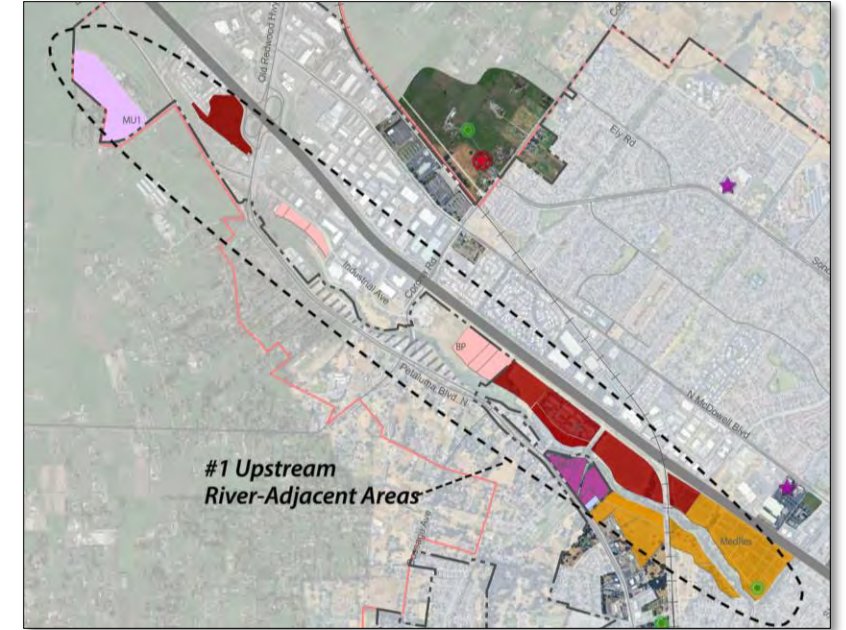 Old Redwood Hwy
MU1
Ely Rd
Industrial Ave
Corona Rd
BP
Petaluma Blvd. N.
N McDowell Blvd
#1 Upstream
River-Adjacent Areas
MedRes